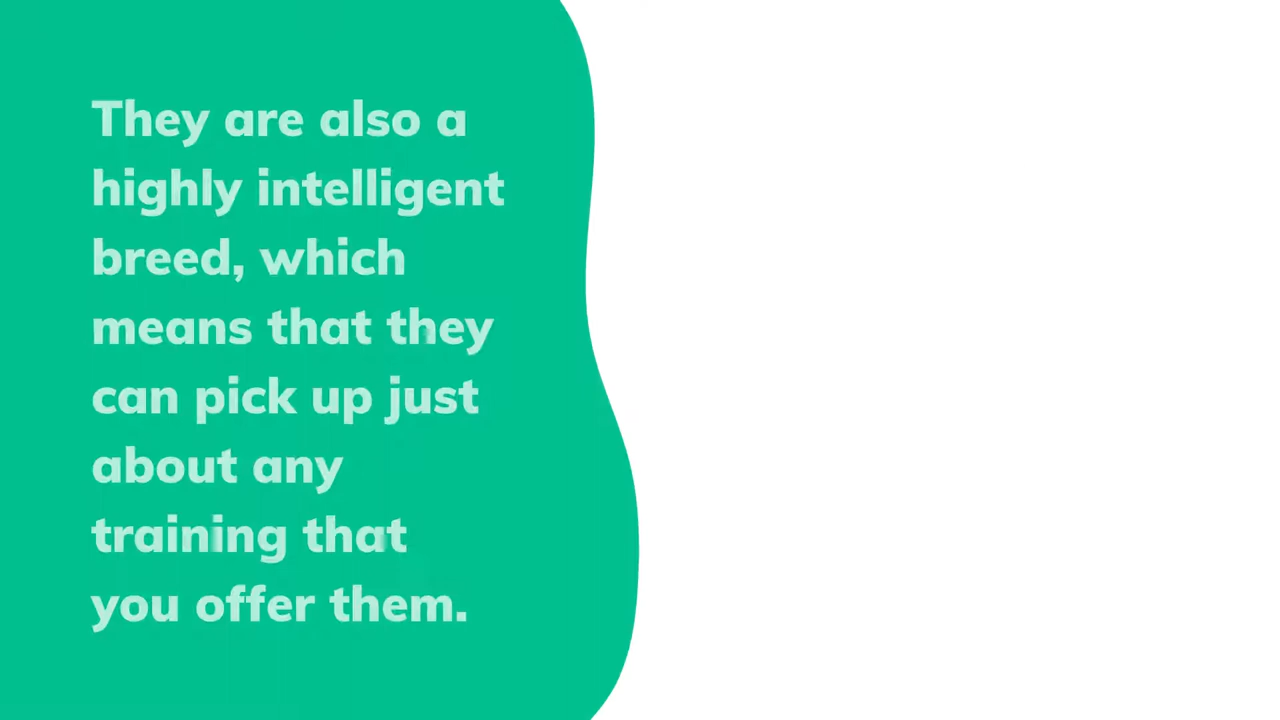 They are also a
highly intelligent
breed, which
means that they
can pick up just
about any
training that
you offer them.